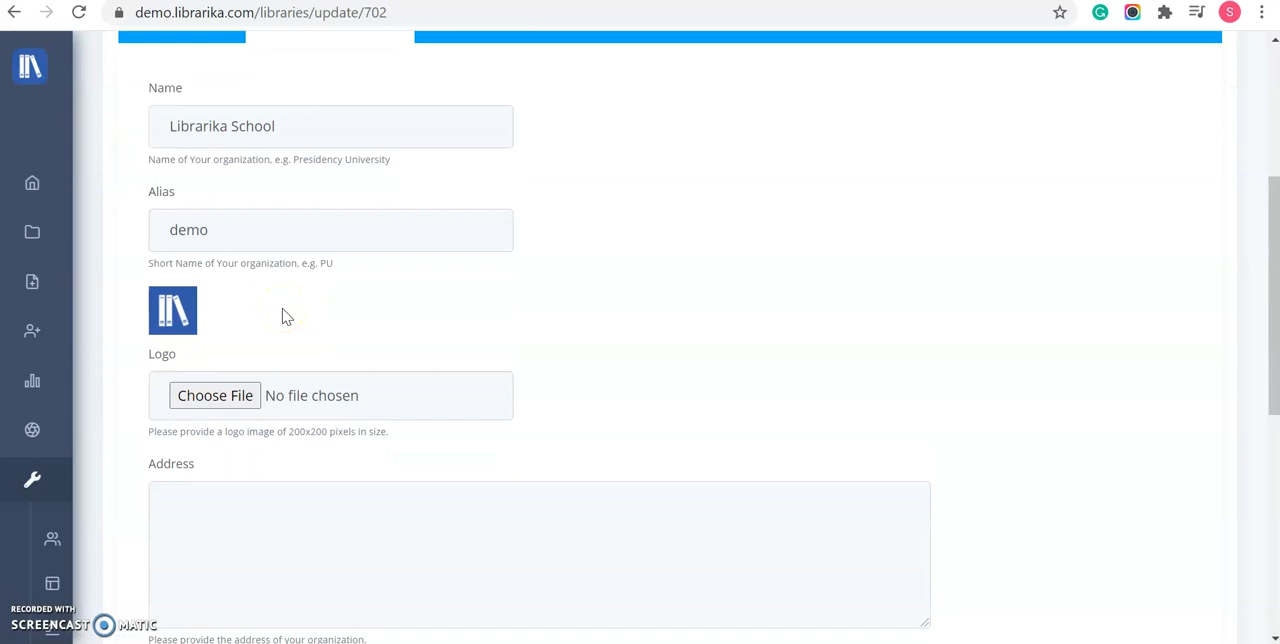 demo.librarika.com/libraries/update/702
S
Name
Librarika School
Name of Your organization, e.g. Presidency University
Alias
demo
Short Name of Your organization, e.g. PU
Logo
Choose File No file chosen
Please provide a logo image of 200x200 pixels in size.
Address
Please provide the address of your organization.
RECORDED WITH
SCREENCAST MATIC